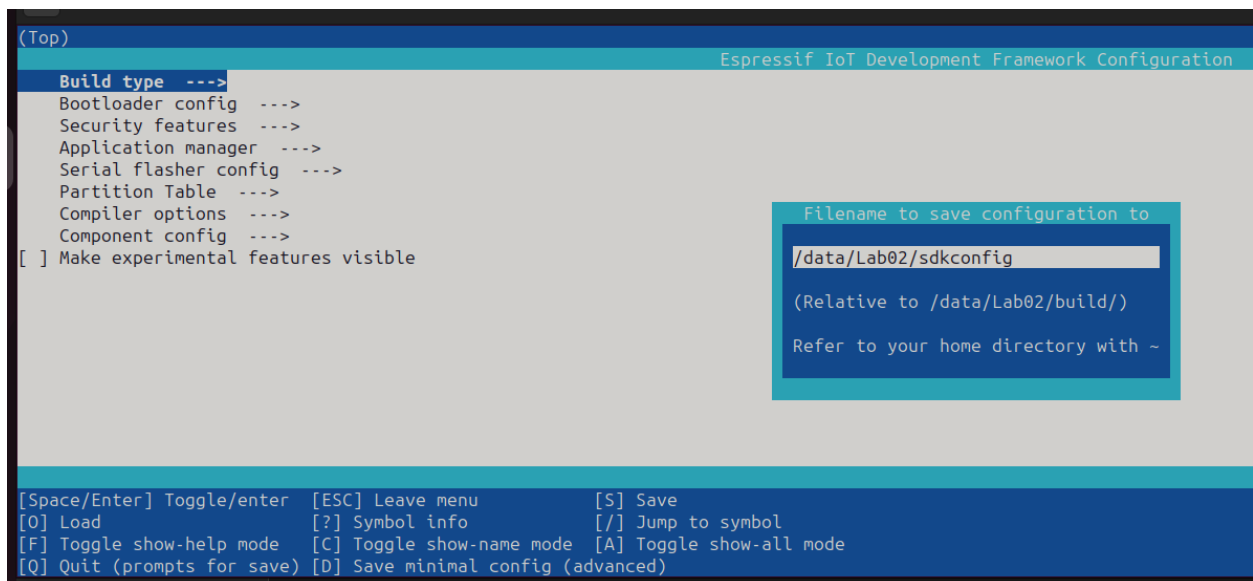 (Top)
Espressif IoT Development Framework Configuration
Build type  --->
Bootloader config  --->
Security features  --->
Application manager  --->
Serial flasher config  --->
Partition Table  --->
Compiler options  --->
Component config  --->
[ ] Make experimental features visible
Filename to save configuration to
/data/Lab02/sdkconfig
(Relative to /data/Lab02/build/)
Refer to your home directory with ~
[Space/Enter] Toggle/enter  [ESC] Leave menu  [S] Save
[O] Load  [?] Symbol info  [/] Jump to symbol
[F] Toggle show-help mode  [C] Toggle show-name mode  [A] Toggle show-all mode
[Q] Quit (prompts for save)  [D] Save minimal config (advanced)